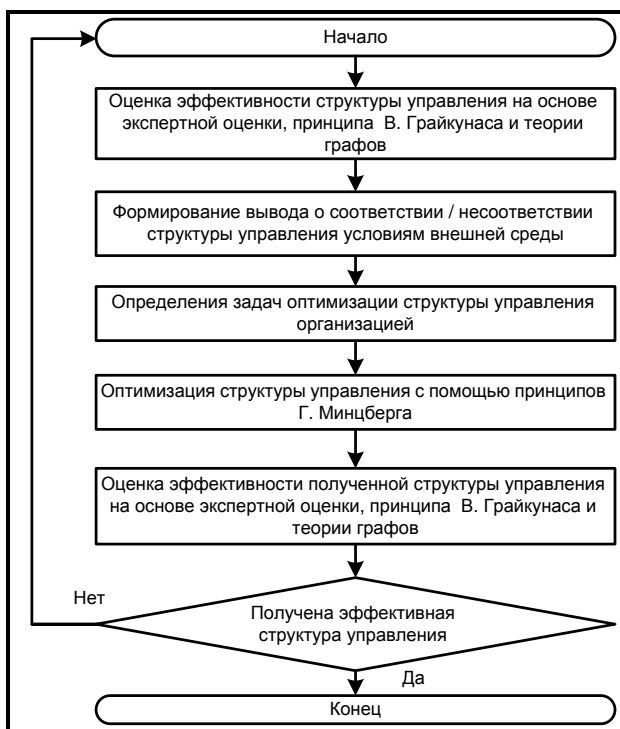 Начало
Оценка эффективности структуры управления на основе
экспертной оценки, принципа В. Грайкунаса и теории
графов
Формирование вывода о соответствии / несоответствии
структуры управления условиям внешней среды
Определения задач оптимизации структуры управления
организацией
Оптимизация структуры управления с помощью принципов
Г. Минцберга
Оценка эффективности полученной структуры управления
на основе экспертной оценки, принципа В. Грайкунаса и
теории графов
Нет
Получена эффективная
структура управления
Да
Конец